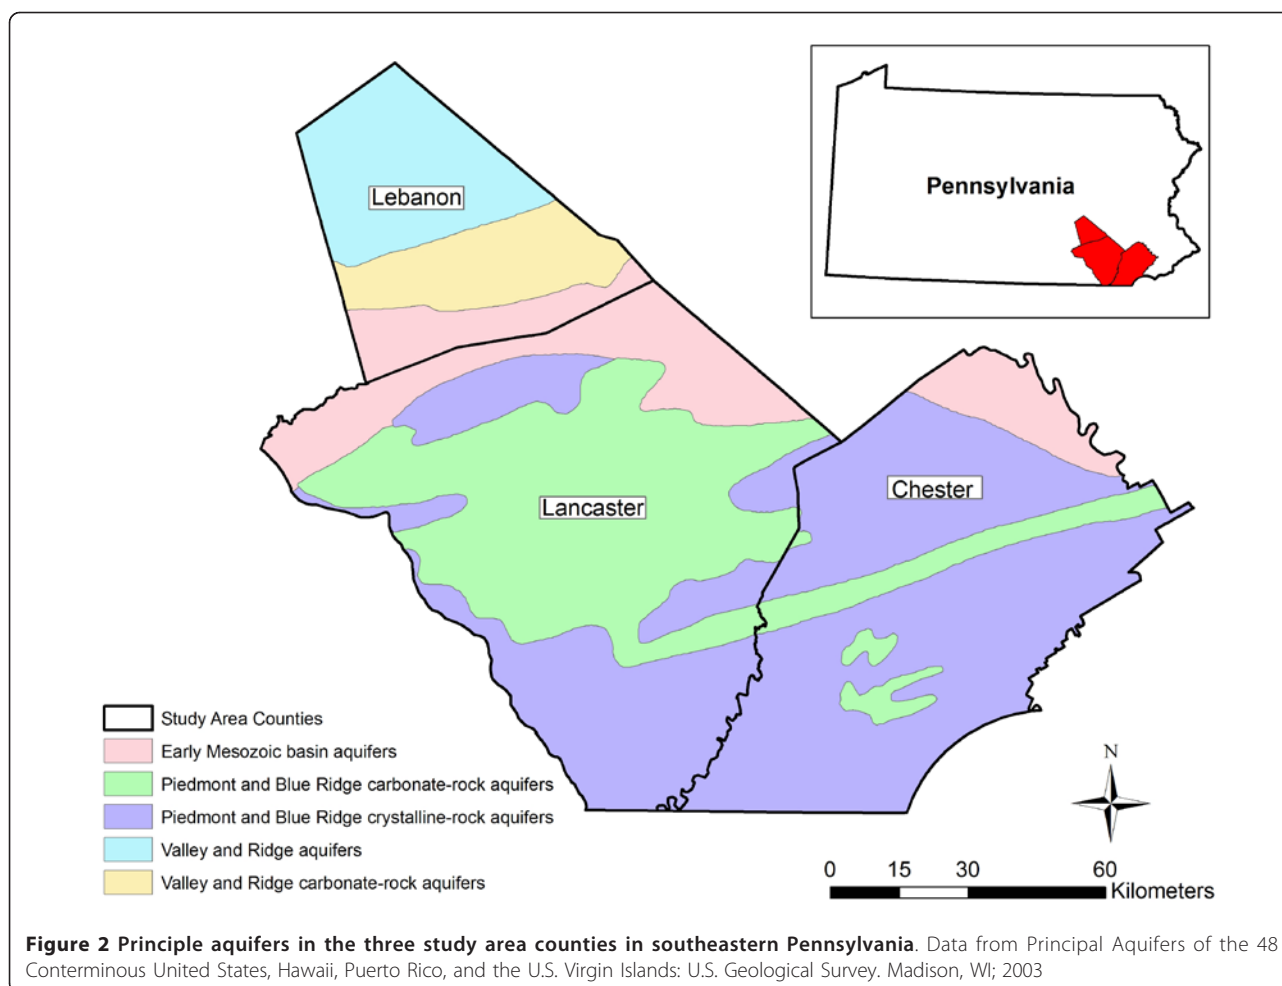 Pennsylvania
Lebanon
Lancaster
Chester
Study Area Counties
Early Mesozoic basin aquifers
Piedmont and Blue Ridge carbonate-rock aquifers
Piedmont and Blue Ridge crystalline-rock aquifers
Valley and Ridge aquifers
Valley and Ridge carbonate-rock aquifers
N
0 15 30 60
Kilometers
Figure 2 Principle aquifers in the three study area counties in southeastern Pennsylvania. Data from Principal Aquifers of the 48
Conterminous United States, Hawaii, Puerto Rico, and the U.S. Virgin Islands: U.S. Geological Survey. Madison, WI; 2003